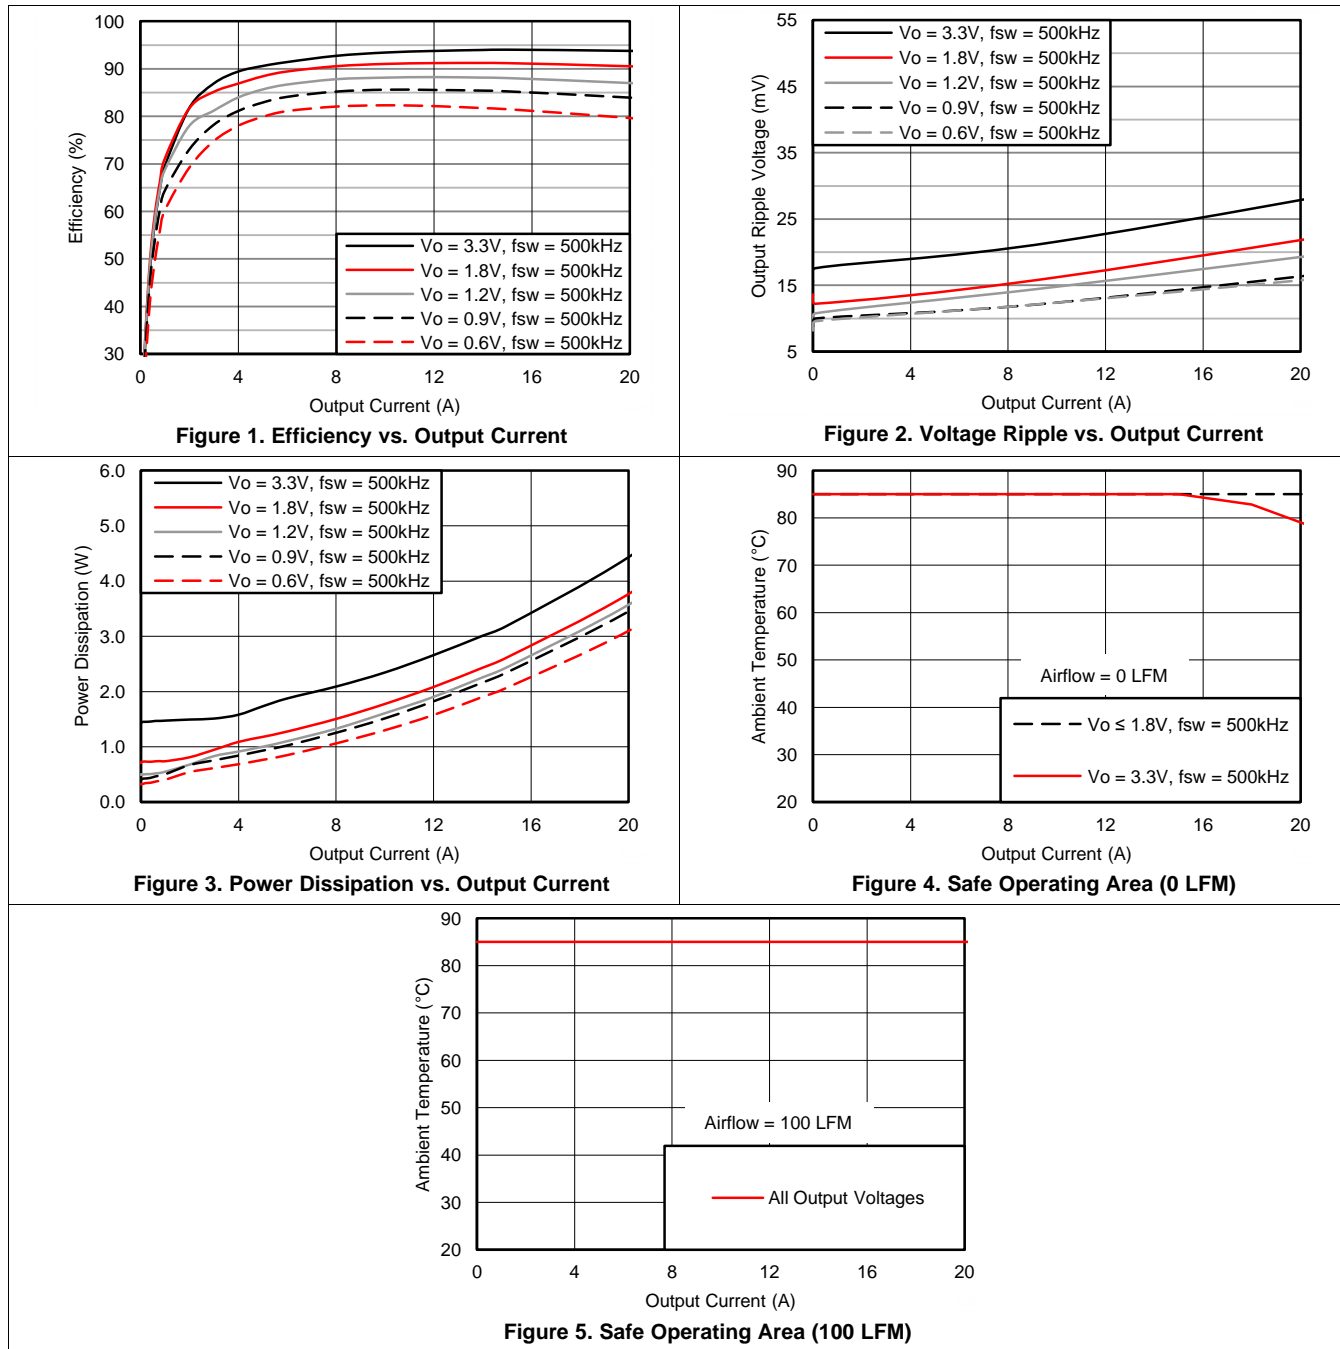 100
90
80
70
60
50
40
30
Efficiency (%)
Vo = 3.3V, fsw = 500kHz
Vo = 1.8V, fsw = 500kHz
Vo = 1.2V, fsw = 500kHz
Vo = 0.9V, fsw = 500kHz
Vo = 0.6V, fsw = 500kHz
0 4 8 12 16 20
Output Current (A)
Figure 1. Efficiency vs. Output Current
55
45
35
25
15
5
Output Ripple Voltage (mV)
Vo = 3.3V, fsw = 500kHz
Vo = 1.8V, fsw = 500kHz
Vo = 1.2V, fsw = 500kHz
Vo = 0.9V, fsw = 500kHz
Vo = 0.6V, fsw = 500kHz
0 4 8 12 16 20
Output Current (A)
Figure 2. Voltage Ripple vs. Output Current
6.0
5.0
4.0
3.0
2.0
1.0
0.0
Power Dissipation (W)
Vo = 3.3V, fsw = 500kHz
Vo = 1.8V, fsw = 500kHz
Vo = 1.2V, fsw = 500kHz
Vo = 0.9V, fsw = 500kHz
Vo = 0.6V, fsw = 500kHz
0 4 8 12 16 20
Output Current (A)
Figure 3. Power Dissipation vs. Output Current
90
80
70
60
50
40
30
20
Ambient Temperature (°C)
Airflow = 0 LFM
Vo ≤ 1.8V, fsw = 500kHz
Vo = 3.3V, fsw = 500kHz
0 4 8 12 16 20
Output Current (A)
Figure 4. Safe Operating Area (0 LFM)
90
80
70
60
50
40
30
20
Ambient Temperature (°C)
Airflow = 100 LFM
All Output Voltages
0 4 8 12 16 20
Output Current (A)
Figure 5. Safe Operating Area (100 LFM)